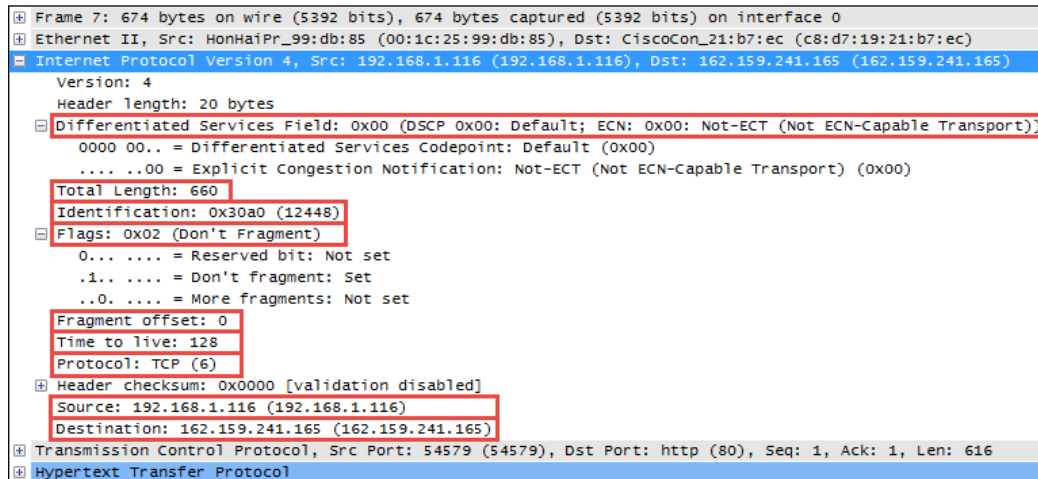 Frame 7: 674 bytes on wire (5392 bits), 674 bytes captured (5392 bits) on interface 0
Ethernet II, Src: HonHaiPr_99:db:85 (00:1c:25:99:db:85), Dst: CiscoCon_21:b7:ec (c8:d7:19:21:b7:ec)
Internet Protocol Version 4, Src: 192.168.1.116 (192.168.1.116), Dst: 162.159.241.165 (162.159.241.165)
Version: 4
Header length: 20 bytes
Differentiated Services Field: 0x00 (DSCP 0x00: Default; ECN: 0x00: Not-ECT (Not ECN-Capable Transport))
0000 00.. = Differentiated Services Codepoint: Default (0x00)
.... ..00 = Explicit Congestion Notification: Not-ECT (Not ECN-Capable Transport) (0x00)
Total Length: 660
Identification: 0x30a0 (12448)
Flags: 0x02 (Don't Fragment)
0... .... = Reserved bit: Not set
.1.. .... = Don't fragment: Set
..0. .... = More fragments: Not set
Fragment offset: 0
Time to live: 128
Protocol: TCP (6)
Header checksum: 0x0000 [validation disabled]
Source: 192.168.1.116 (192.168.1.116)
Destination: 162.159.241.165 (162.159.241.165)
Transmission Control Protocol, Src Port: 54579 (54579), Dst Port: http (80), Seq: 1, Ack: 1, Len: 616
Hypertext Transfer Protocol